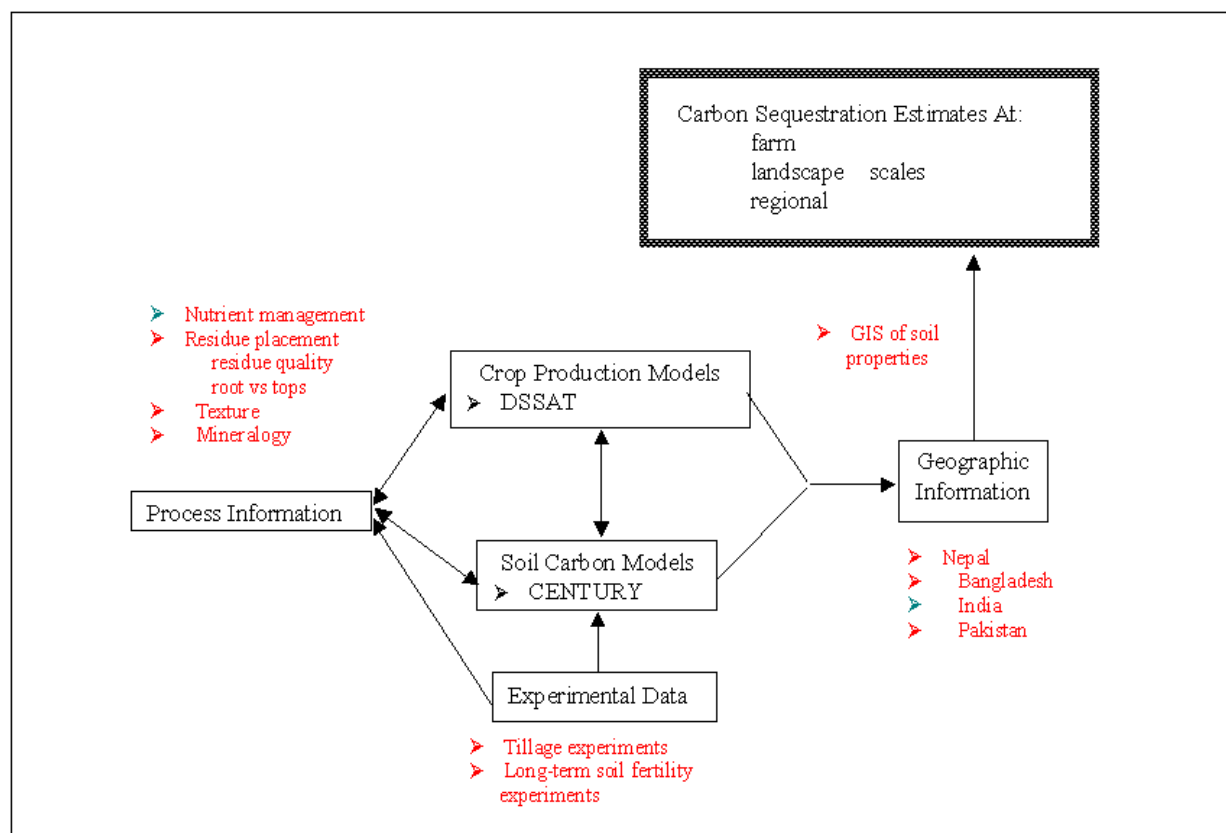 Carbon Sequestration Estimates At:
farm
landscape scales
regional
Nutrient management
Residue placement
residue quality
root vs tops
Texture
Mineralogy
GIS of soil
properties
Crop Production Models
DSSAT
Geographic
Information
Process Information
Soil Carbon Models
CENTURY
Nepal
Bangladesh
India
Pakistan
Experimental Data
Tillage experiments
Long-term soil fertility
experiments